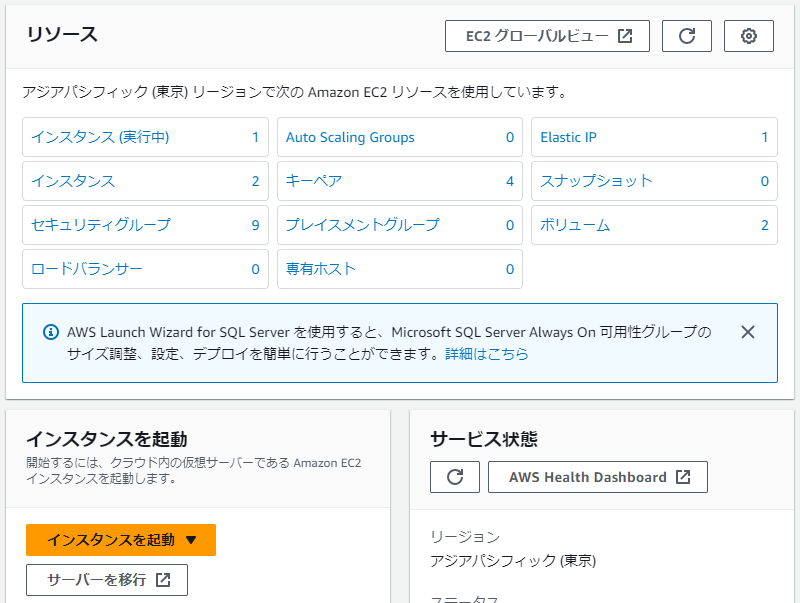 リソース
EC2 グローバルビュー
アジアパシフィック (東京) リージョンで次の Amazon EC2 リソースを使用しています。
インスタンス (実行中) 1
Auto Scaling Groups 0
Elastic IP 1
インスタンス 2
キーペア 4
スナップショット 0
セキュリティグループ 9
プレイスメントグループ 0
ボリューム 2
ロードバランサー 0
専有ホスト 0
AWS Launch Wizard for SQL Server を使用すると、Microsoft SQL Server Always On 可用性グループの
サイズ調整、設定、デプロイを簡単に行うことができます。詳細はこちら
インスタンスを起動
開始するには、クラウド内の仮想サーバーである Amazon EC2
インスタンスを起動します。
インスタンスを起動
サーバーを移行
サービス状態
AWS Health Dashboard
リージョン
アジアパシフィック (東京)
ステータス